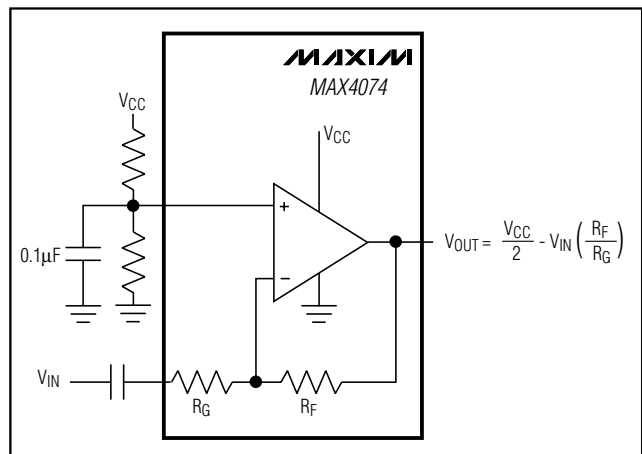 MAXIM
MAX4074
VCC
VCC
+
0.1µF
VOUT = VCC/2 - VIN (RF/RG)
−
VIN
RG
RF